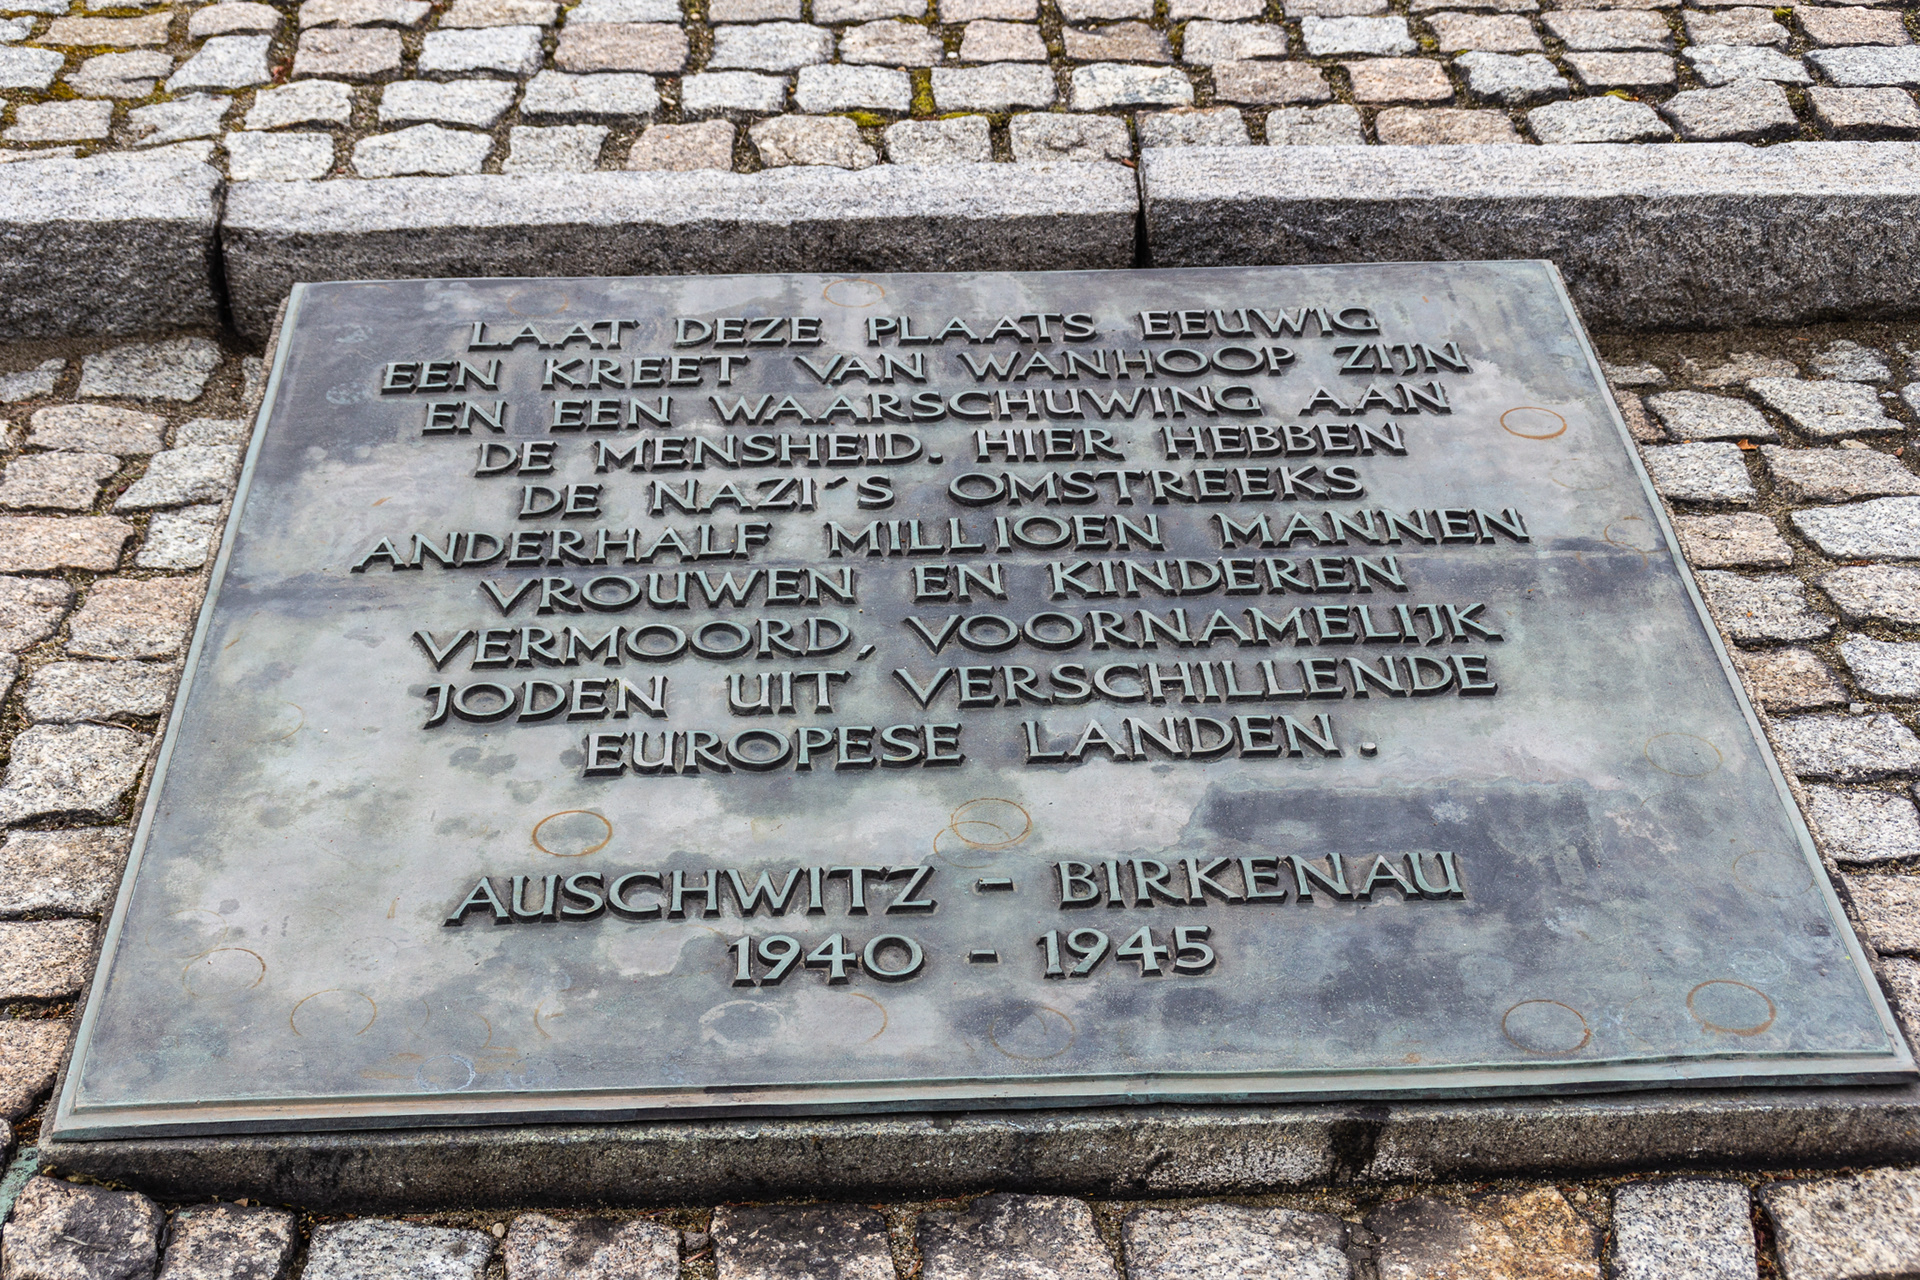 LAAT DEZE PLAATS EEUWIG
EEN KREET VAN WANHOOP ZIJN
EN EEN WAARSCHUWING AAN
DE MENSHEID. HIER HEBBEN
DE NAZI´S OMSTREEKS
ANDERHALF MILLIOEN MANNEN
VROUWEN EN KINDEREN
VERMOORD, VOORNAMELIJK
JODEN UIT VERSCHILLENDE
EUROPESE LANDEN.
AUSCHWITZ - BIRKENAU
1940 - 1945